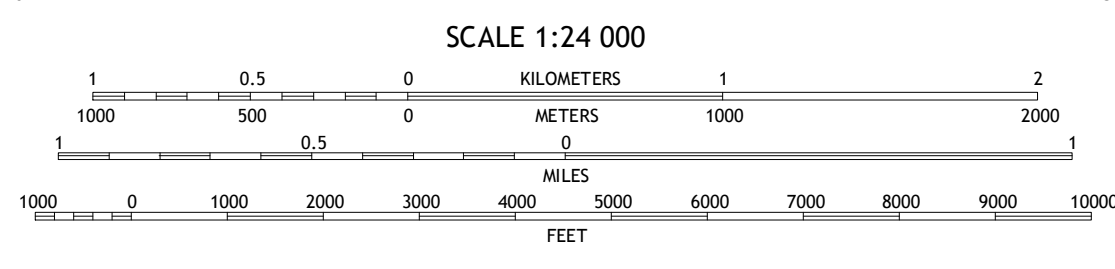 SCALE 1:24 000
1 0.5 0 KILOMETERS 1 2
1000 500 0 METERS 1000 2000
1 0.5 0 1
MILES
1000 0 1000 2000 3000 4000 5000 6000 7000 8000 9000 10000
FEET